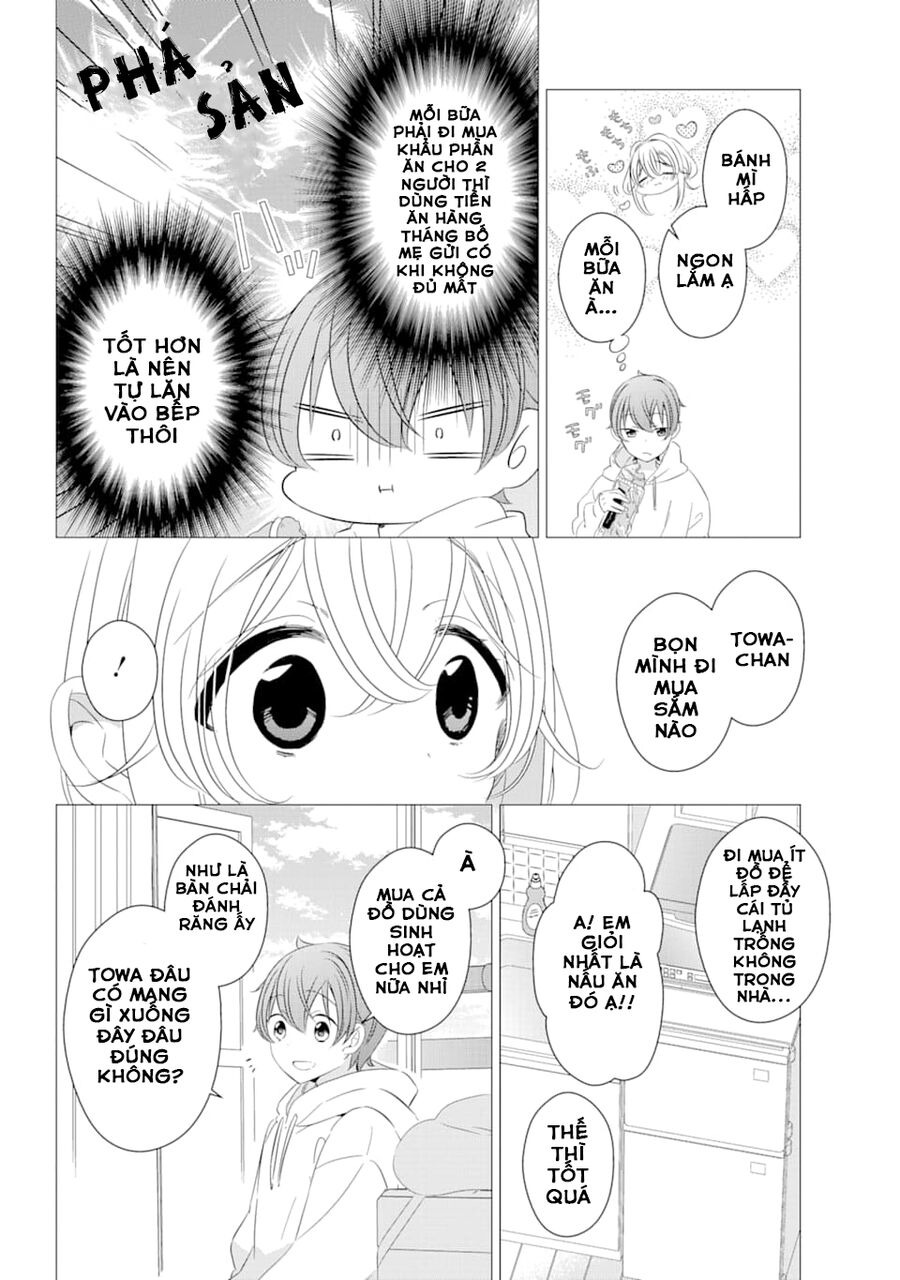 BÁNH
MÌ
HẤP
NGON
LẮM Ạ
MỖI
BỮA
ĂN
À...
モグ
モグ
MỖI BỮA
PHẢI ĐI MUA
KHẨU PHẦN
ĂN CHO 2
NGƯỜI THÌ
DÙNG TIỀN
ĂN HÀNG
THÁNG BỐ
MẸ GỬI CÓ
KHI KHÔNG
ĐỦ MẤT
PHÁ
SẢN
TỐT HƠN
LÀ NÊN
TỰ LĂN
VÀO BẾP
THÔI
TOWA-
CHAN
BỌN
MÌNH ĐI
MUA
SẮM
NÀO
!
ĐI MUA ÍT
ĐỒ ĐỂ
LẤP ĐẦY
CÁI TỦ
LẠNH
TRỐNG
KHÔNG
TRONG
NHÀ...
A! EM
GIỎI
NHẤT LÀ
NẤU ĂN
ĐÓ Ạ!!
THẾ
THÌ
TỐT
QUÁ
À
MUA CẢ
ĐỒ DÙNG
SINH
HOẠT
CHO EM
NỮA NHỈ
NHƯ LÀ
BÀN CHẢI
ĐÁNH
RĂNG ẤY
TOWA ĐÂU
CÓ MANG
GÌ XUỐNG
ĐÂY ĐÂU
ĐÚNG
KHÔNG?